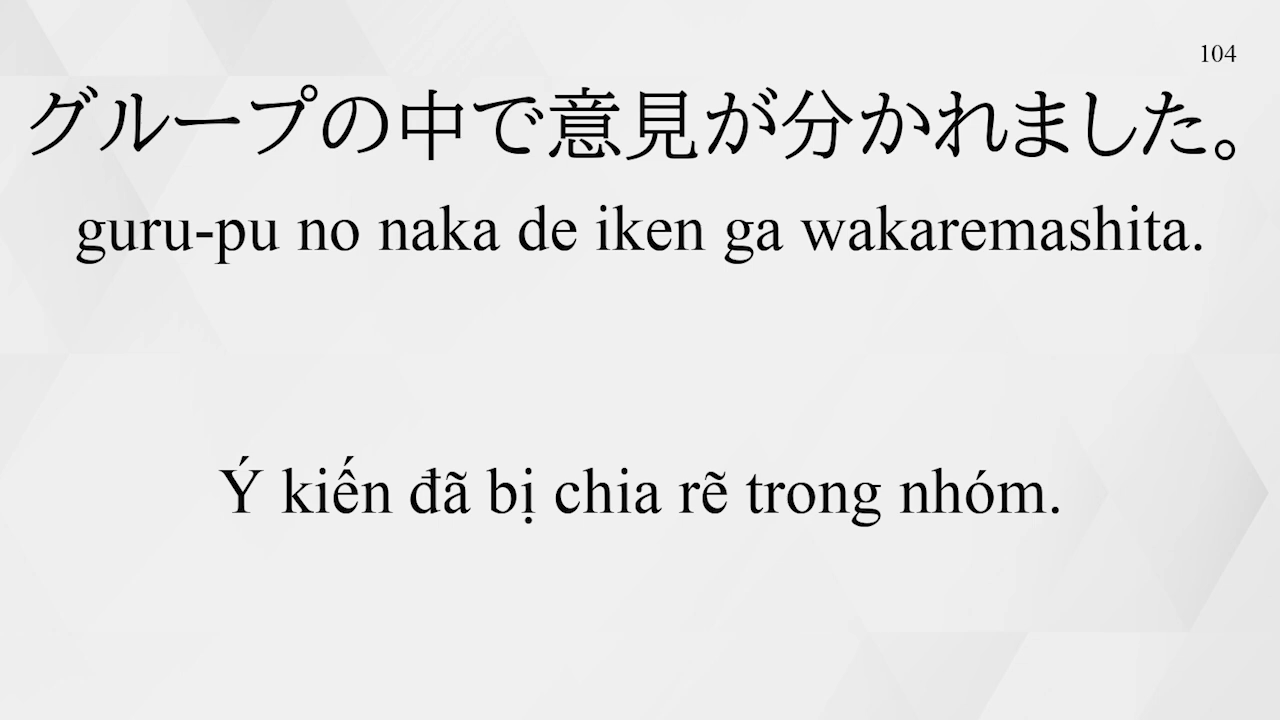 104
グループの中で意見が分かれました。
guru-pu no naka de iken ga wakaremashita.
Ý kiến đã bị chia rẽ trong nhóm.